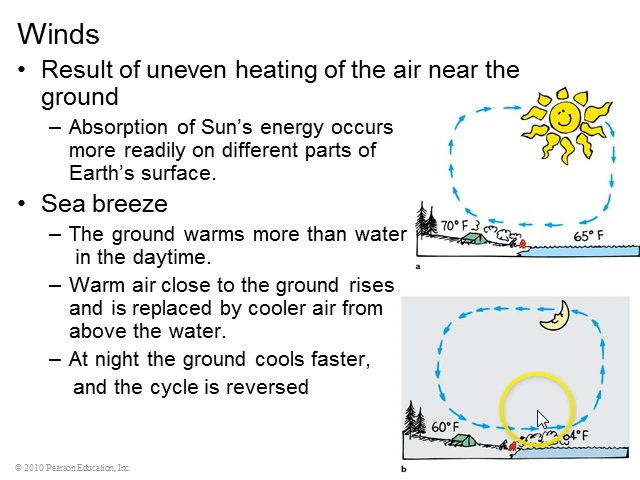 Winds
• Result of uneven heating of the air near the
ground
– Absorption of Sun's energy occurs
more readily on different parts of
Earth's surface.
• Sea breeze
– The ground warms more than water
in the daytime.
– Warm air close to the ground rises
and is replaced by cooler air from
above the water.
– At night the ground cools faster,
and the cycle is reversed
70° F
65° F
a
60° F
64° F
b
© 2010 Pearson Education, Inc.